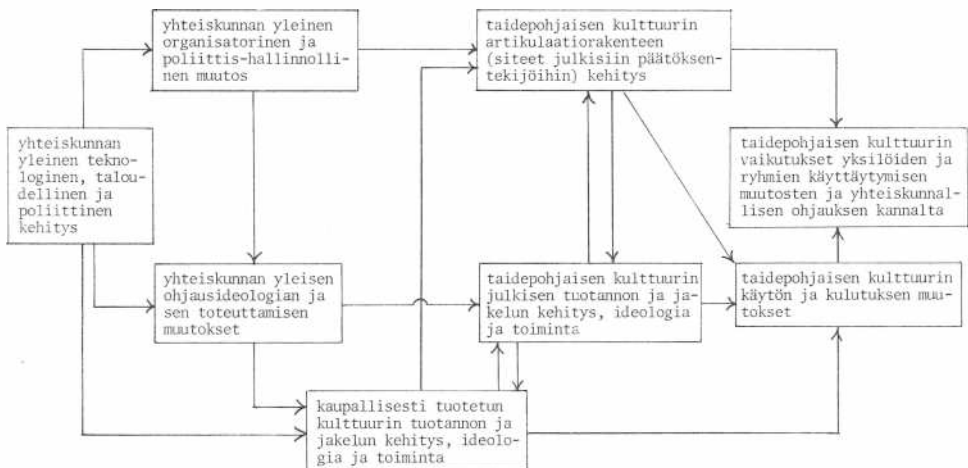 yhteiskunnan yleinen
organisatorinen ja
poliittis-hallinnolli-
nen muutos
taidepohjaisen kulttuurin
artikulaatiorakenteen
(siteet julkisiin päätöksen-
tekijöihin) kehitys
yhteiskunnan
yleinen tekno-
loginen, talou-
dellinen ja
poliittinen
kehitys
taidepohjaisen kulttuurin
vaikutukset yksilöiden ja
ryhmien käyttäytymisen
muutosten ja yhteiskunnal-
lisen ohjauksen kannalta
yhteiskunnan yleisen
ohjausideologian ja
sen toteuttamisen
muutokset
taidepohjaisen kulttuurin
julkisen tuotannon ja ja-
kelun kehitys, ideologia
ja toiminta
taidepohjaisen kulttuurin
käytön ja kulutuksen muu-
tokset
kaupallisesti tuotetun
kulttuurin tuotannon ja
jakelun kehitys, ideolo-
gia ja toiminta